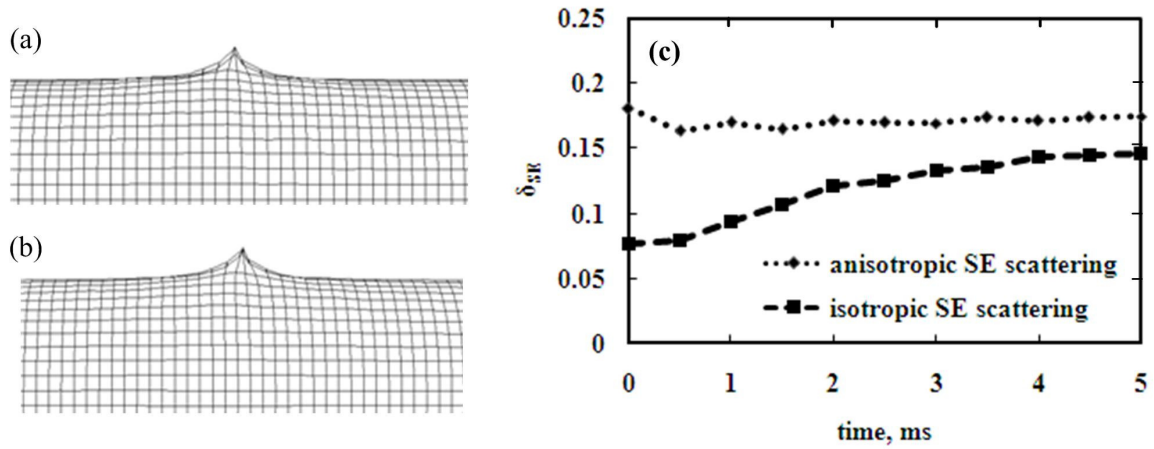 (a)
(b)
(c)
0.25
0.2
0.15
0.1
0.05
0
δSE
anisotropic SE scattering
isotropic SE scattering
0 1 2 3 4 5
time, ms